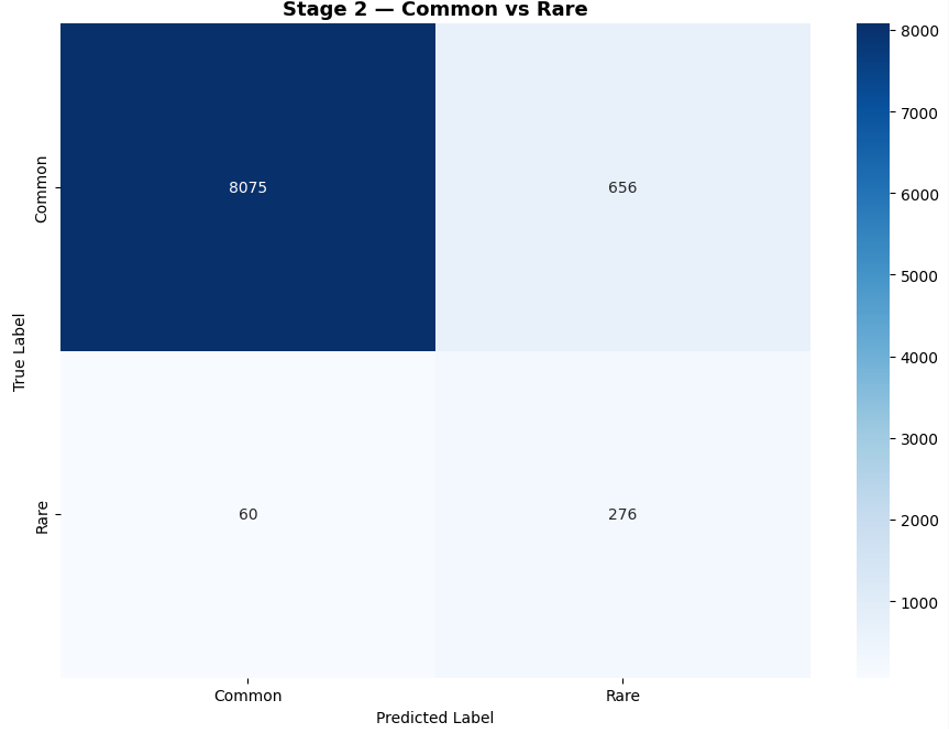 Stage 2 — Common vs Rare
True Label
Common
8075
656
Rare
60
276
Common
Rare
Predicted Label
8000
7000
6000
5000
4000
3000
2000
1000